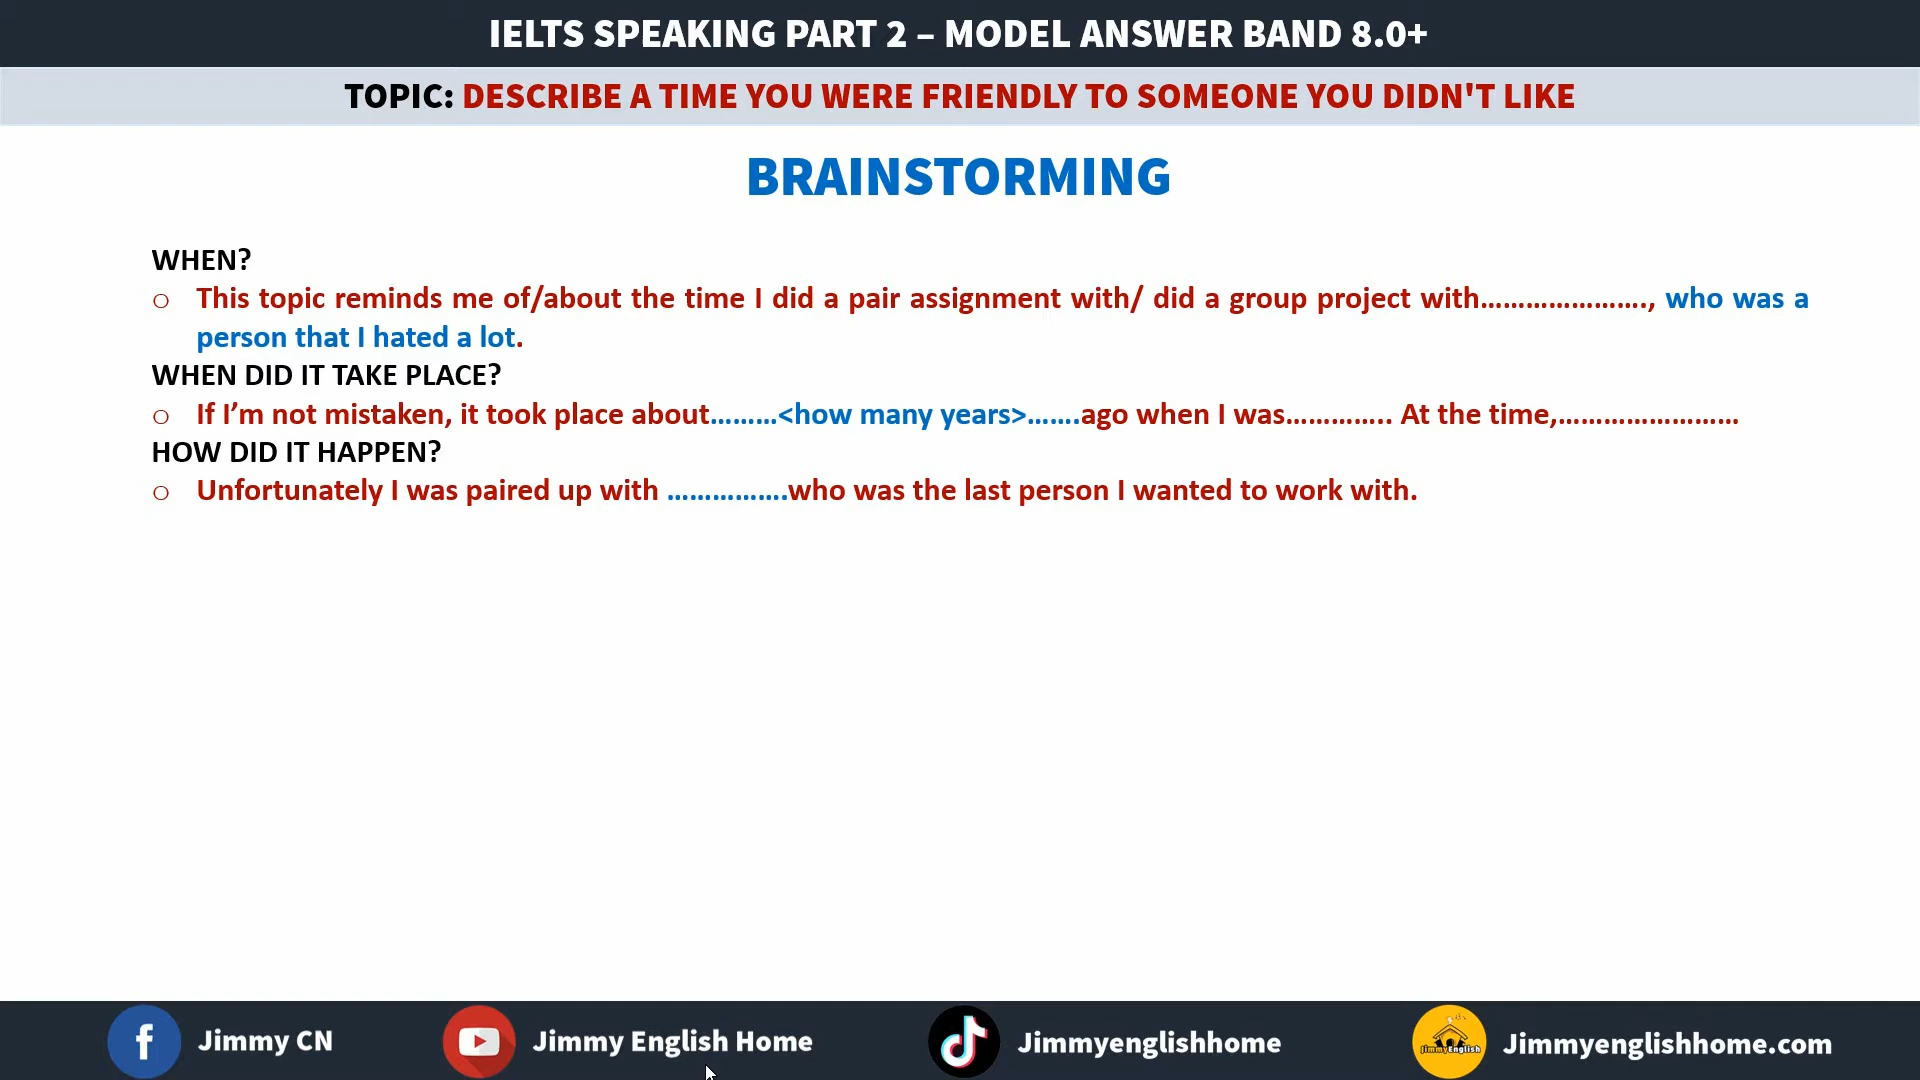 IELTS SPEAKING PART 2 – MODEL ANSWER BAND 8.0+
TOPIC: DESCRIBE A TIME YOU WERE FRIENDLY TO SOMEONE YOU DIDN'T LIKE
BRAINSTORMING
WHEN?
o This topic reminds me of/about the time I did a pair assignment with/ did a group project with…………………., who was a
person that I hated a lot.
WHEN DID IT TAKE PLACE?
o If I’m not mistaken, it took place about………<how many years>…….ago when I was………….. At the time,……………………
HOW DID IT HAPPEN?
o Unfortunately I was paired up with …………….who was the last person I wanted to work with.
Jimmy CN
Jimmy English Home
Jimmyenglishhome
JimmyEnglish
Jimmyenglishhome.com